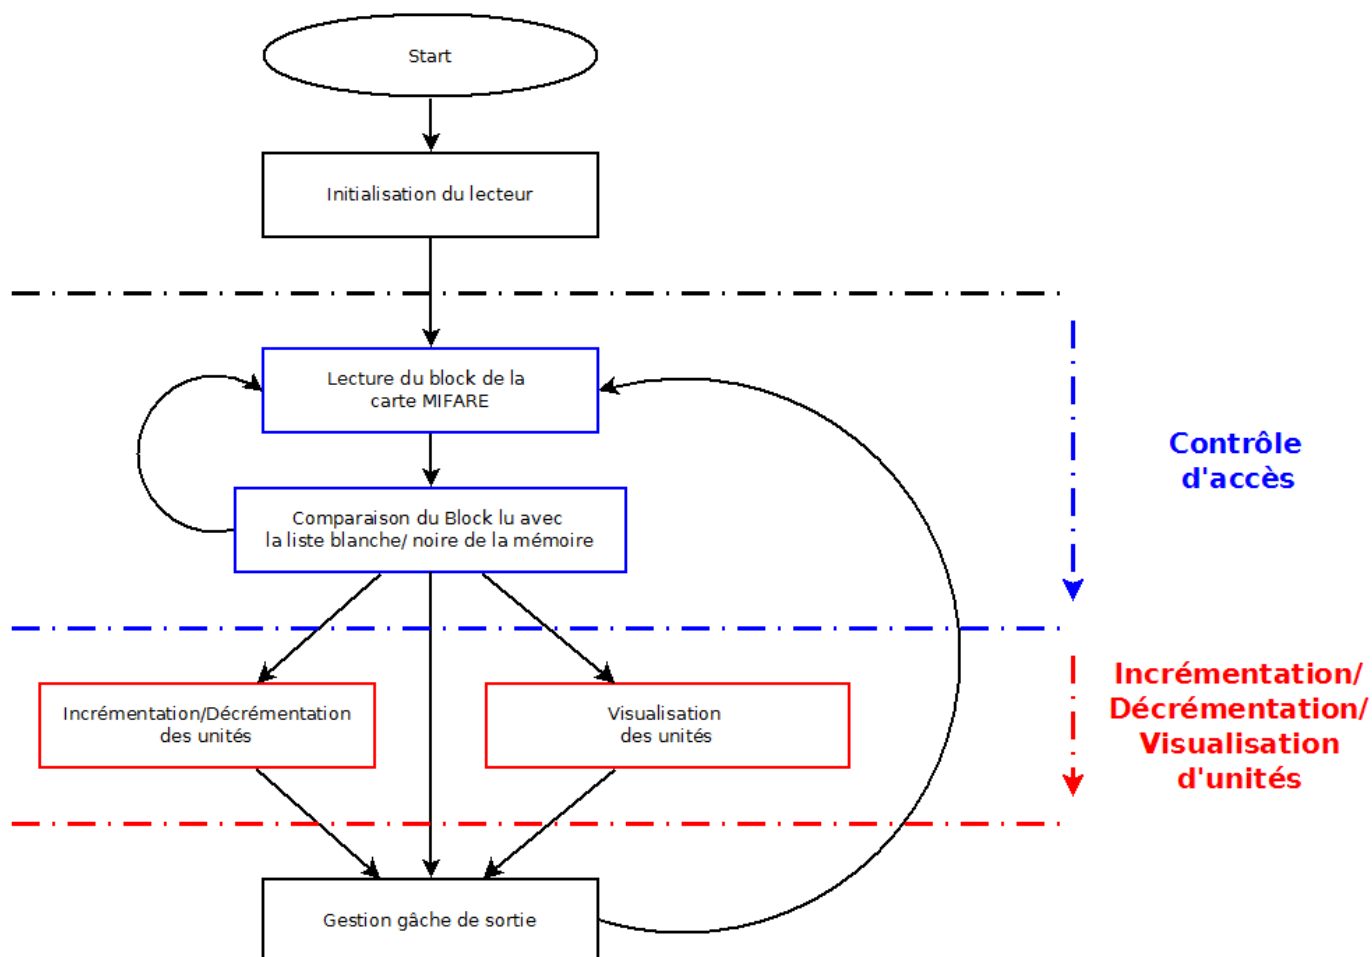 Start
Initialisation du lecteur
Lecture du block de la
carte MIFARE
Contrôle
d'accès
Comparaison du Block lu avec
la liste blanche/ noire de la mémoire
Incrémentation/Décrémentation
des unités
Visualisation
des unités
Incrémentation/
Décrémentation/
Visualisation
d'unités
Gestion gâche de sortie